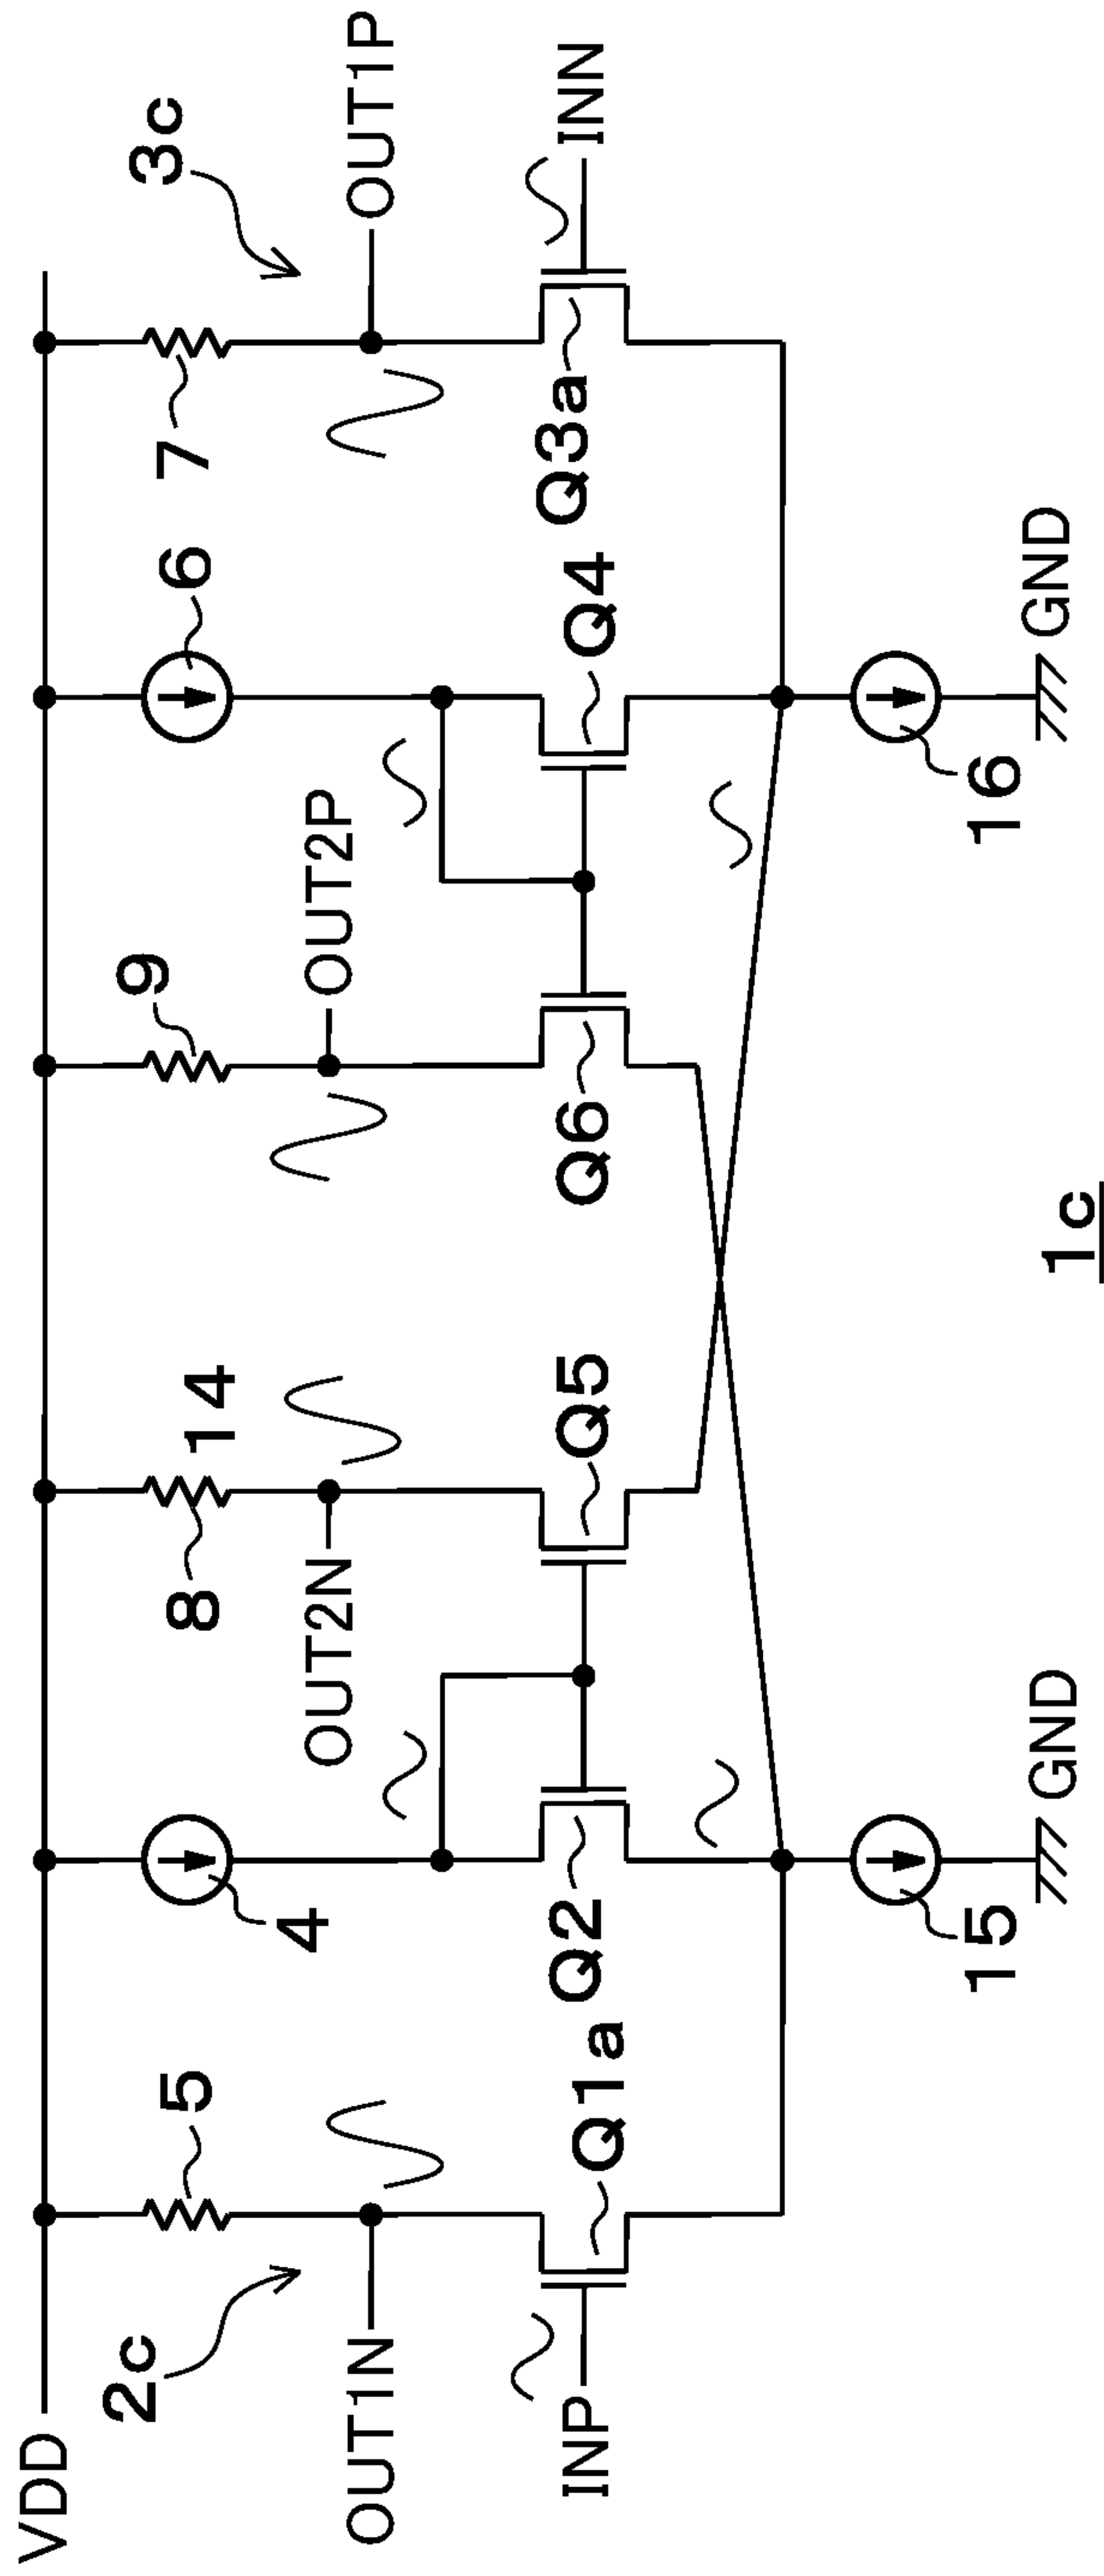 VDD
2c
5
4
8
14
9
6
7
3c
OUT1N
OUT2N
OUT2P
OUT1P
INP
Q1a
Q2
Q5
Q6
Q4
Q3a
INN
15
GND
16
GND
1c